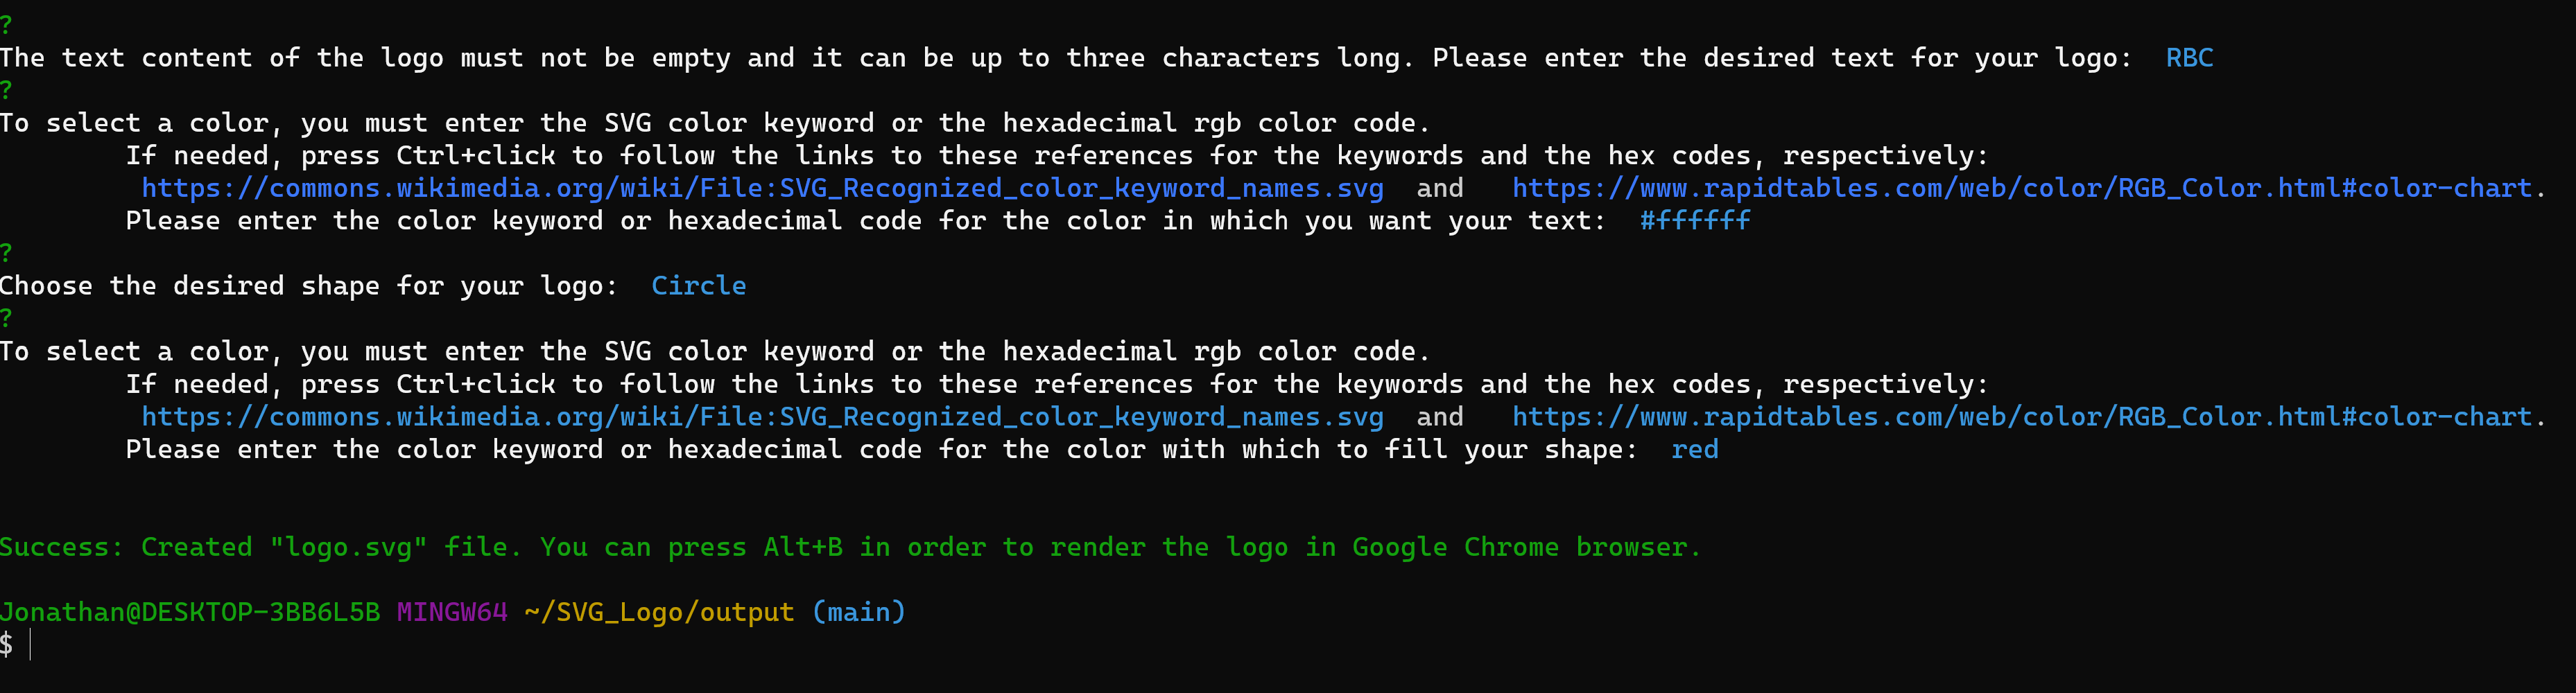 ?
The text content of the logo must not be empty and it can be up to three characters long. Please enter the desired text for your logo:  RBC
?
To select a color, you must enter the SVG color keyword or the hexadecimal rgb color code.
If needed, press Ctrl+click to follow the links to these references for the keywords and the hex codes, respectively:
https://commons.wikimedia.org/wiki/File:SVG_Recognized_color_keyword_names.svg  and   https://www.rapidtables.com/web/color/RGB_Color.html#color-chart.
Please enter the color keyword or hexadecimal code for the color in which you want your text:  #ffffff
?
Choose the desired shape for your logo:  Circle
?
To select a color, you must enter the SVG color keyword or the hexadecimal rgb color code.
If needed, press Ctrl+click to follow the links to these references for the keywords and the hex codes, respectively:
https://commons.wikimedia.org/wiki/File:SVG_Recognized_color_keyword_names.svg  and   https://www.rapidtables.com/web/color/RGB_Color.html#color-chart.
Please enter the color keyword or hexadecimal code for the color with which to fill your shape:  red
Success: Created "logo.svg" file. You can press Alt+B in order to render the logo in Google Chrome browser.
Jonathan@DESKTOP-3BB6L5B MINGW64 ~/SVG_Logo/output (main)
$